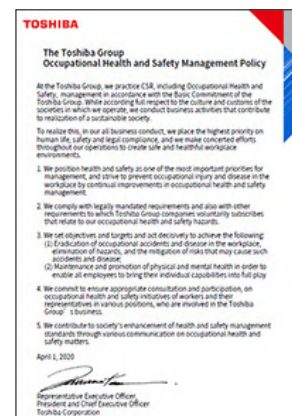 TOSHIBA
The Toshiba Group
Occupational Health and Safety Management Policy
At the Toshiba Group, we practice CSR, including Occupational Health and
Safety, management in accordance with the Basic Commitment of the
Toshiba Group. While according full respect to the culture and customs of the
societies in which we operate, we conduct business activities that contribute
to realization of a sustainable society.
To realize this, in our all business conduct, we place the highest priority on
human life, safety and legal compliance, and we make concerted efforts
throughout our operations to create safe and healthful workplace
environments.
1. We position health and safety as one of the most important priorities for
management, and strive to prevent occupational injury and disease in the
workplace by continual improvements in occupational health and safety
management.
2. We comply with legally mandated requirements and also with other
requirements to which Toshiba Group companies voluntarily subscribes
that relate to our occupational health and safety hazards.
3. We set objectives and targets and act decisively to achieve the following:
(1) Eradication of occupational accidents and disease in the workplace,
elimination of hazards, and the mitigation of risks that may cause such
accidents and disease;
(2) Maintenance and promotion of physical and mental health in order to
enable all employees to bring their individual capabilities into full play
4. We commit to ensure appropriate consultation and participation, on
occupational health and safety initiatives of workers and their
representatives in various positions, who are involved in the Toshiba
Group's business.
5. We contribute to society's enhancement of health and safety management
standards through various communication on occupational health and
safety matters.
April 1, 2020
Representative Executive Officer
President and Chief Executive Officer
Toshiba Corporation